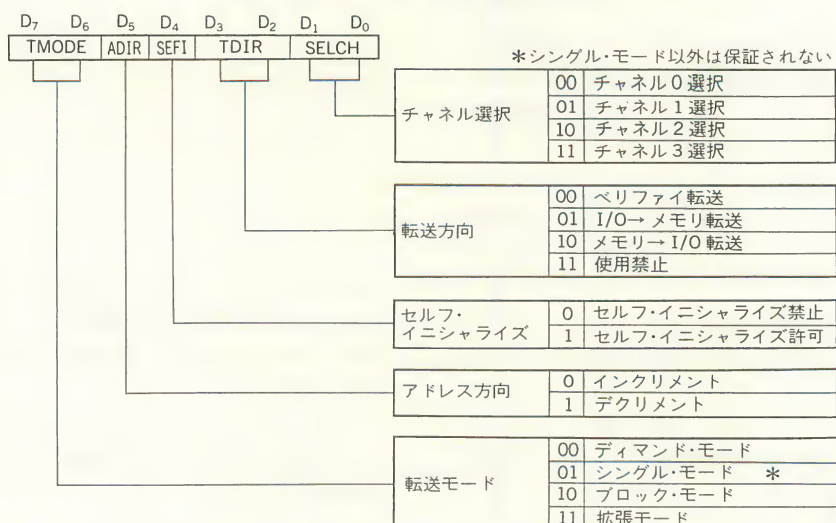 D7 D6 D5 D4 D3 D2 D1 D0
TMODE ADIR SEFI TDIR SELCH
*シングル・モード以外は保証されない
チャネル選択
00 チャネル0選択
01 チャネル1選択
10 チャネル2選択
11 チャネル3選択
転送方向
00 ベリファイ転送
01 I/O→メモリ転送
10 メモリ→I/O転送
11 使用禁止
セルフ・
イニシャライズ
0 セルフ・イニシャライズ禁止
1 セルフ・イニシャライズ許可
アドレス方向
0 インクリメント
1 デクリメント
転送モード
00 ディマンド・モード
01 シングル・モード *
10 ブロック・モード
11 拡張モード